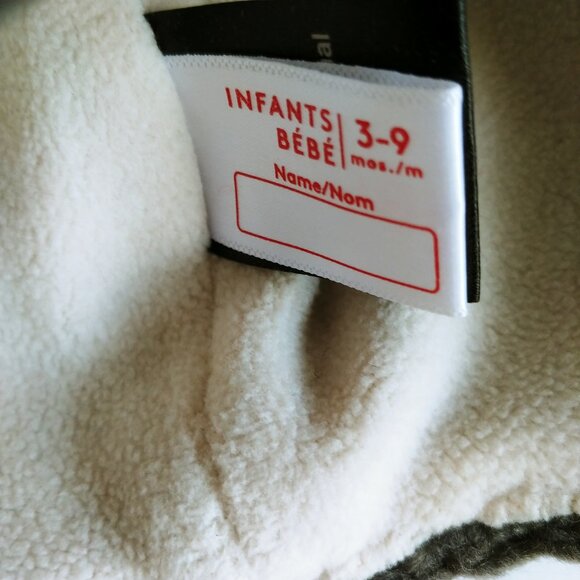 INFANTS
BÉBÉ
3-9
mos./m
Name/Nom